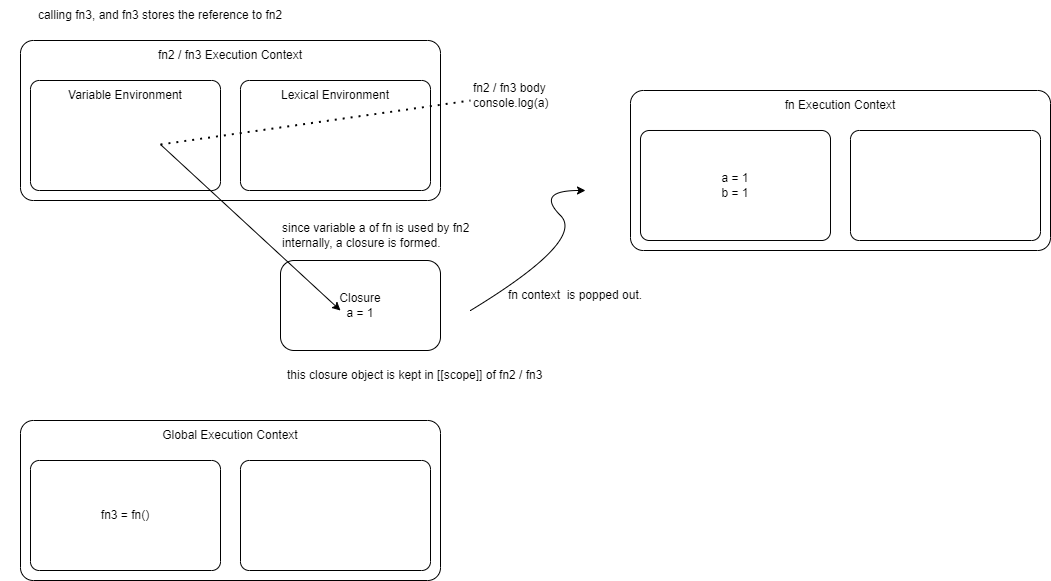 calling fn3, and fn3 stores the reference to fn2
fn2 / fn3 Execution Context
Variable Environment
Lexical Environment
fn2 / fn3 body
console.log(a)
fn Execution Context
a = 1
b = 1
since variable a of fn is used by fn2
internally, a closure is formed.
Closure
a = 1
fn context  is popped out.
this closure object is kept in [[scope]] of fn2 / fn3
Global Execution Context
fn3 = fn()